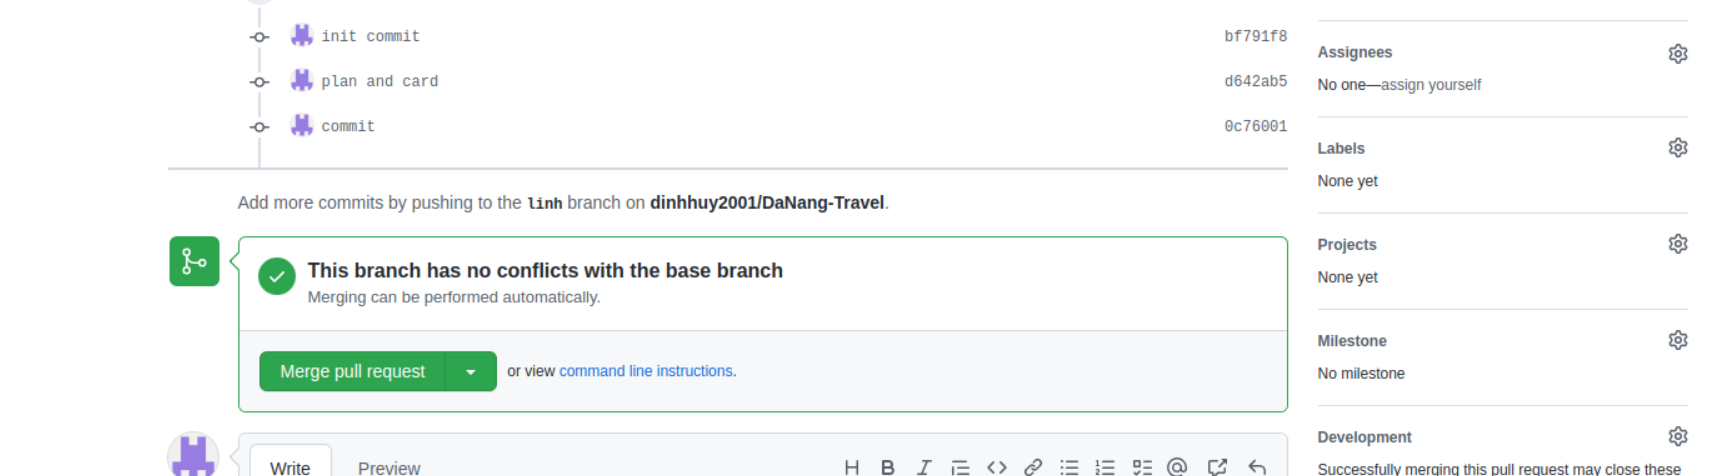 init commit bf791f8
plan and card d642ab5
commit 0c76001
Add more commits by pushing to the linh branch on dinhhuy2001/DaNang-Travel.
This branch has no conflicts with the base branch
Merging can be performed automatically.
Merge pull request or view command line instructions.
Write Preview
Assignees
No one—assign yourself
Labels
None yet
Projects
None yet
Milestone
No milestone
Development
Successfully merging this pull request may close these